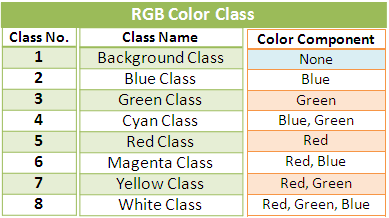 RGB Color Class
Class No. Class Name Color Component
1 Background Class None
2 Blue Class Blue
3 Green Class Green
4 Cyan Class Blue, Green
5 Red Class Red
6 Magenta Class Red, Blue
7 Yellow Class Red, Green
8 White Class Red, Green, Blue